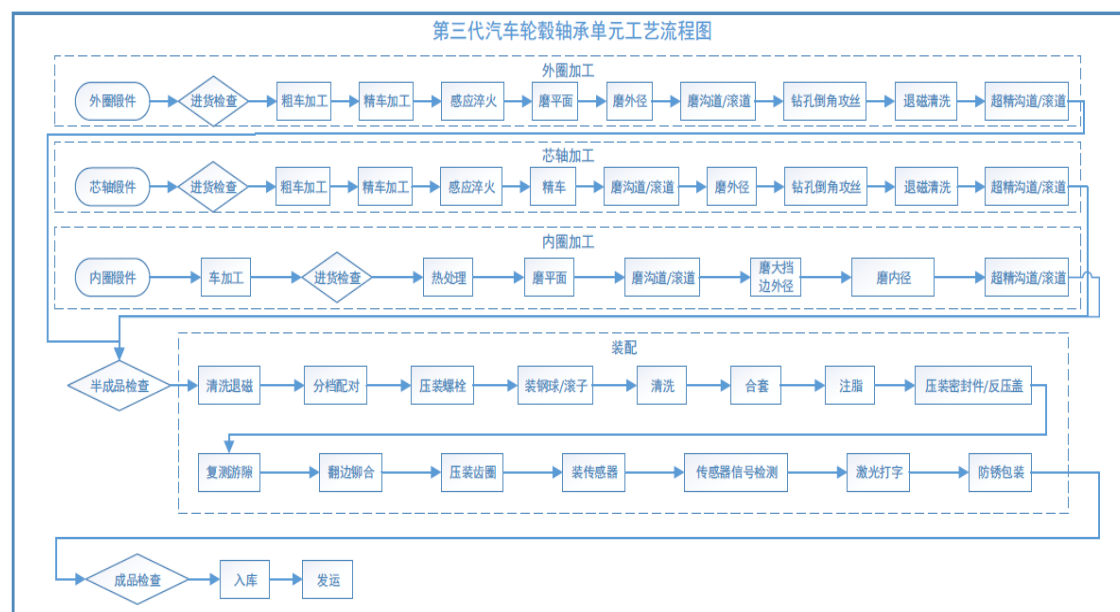 第三代汽车轮毂轴承单元工艺流程图
外圈加工
外圈锻件
进货检查
粗车加工
精车加工
感应淬火
磨平面
磨外径
磨沟道/滚道
钻孔倒角攻丝
退磁清洗
超精沟道/滚道
芯轴加工
芯轴锻件
进货检查
粗车加工
精车加工
感应淬火
精车
磨沟道/滚道
磨外径
钻孔倒角攻丝
退磁清洗
超精沟道/滚道
内圈加工
内圈锻件
车加工
进货检查
热处理
磨平面
磨沟道/滚道
磨大挡
边外径
磨内径
超精沟道/滚道
装配
半成品检查
清洗退磁
分档配对
压装螺栓
装钢球/滚子
清洗
合套
注脂
压装密封件/反压盖
复测游隙
翻边铆合
压装齿圈
装传感器
传感器信号检测
激光打字
防锈包装
成品检查
入库
发运